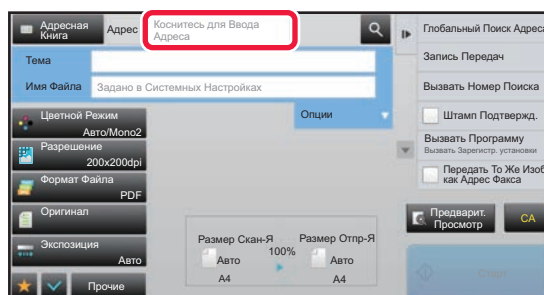 Адресная
Книга
Адрес
Коснитесь для Ввода
Адреса
Глобальный Поиск Адреса
Тема
Запись Передач
Имя Файла
Задано в Системных Настройках
Вызвать Номер Поиска
Цветной Режим
Авто/Mono2
Опции
Штамп Подтвержд.
Разрешение
200x200dpi
Вызвать Программу
Вызвать Зарегистр. установки
Формат Файла
PDF
Передать То Же Изоб
как Адрес Факса
Оригинал
Предварит.
Просмотр
CA
Экспозиция
Авто
Размер Скан-Я
100%
Размер Отпр-Я
Авто
A4
Авто
A4
Прочие
Старт